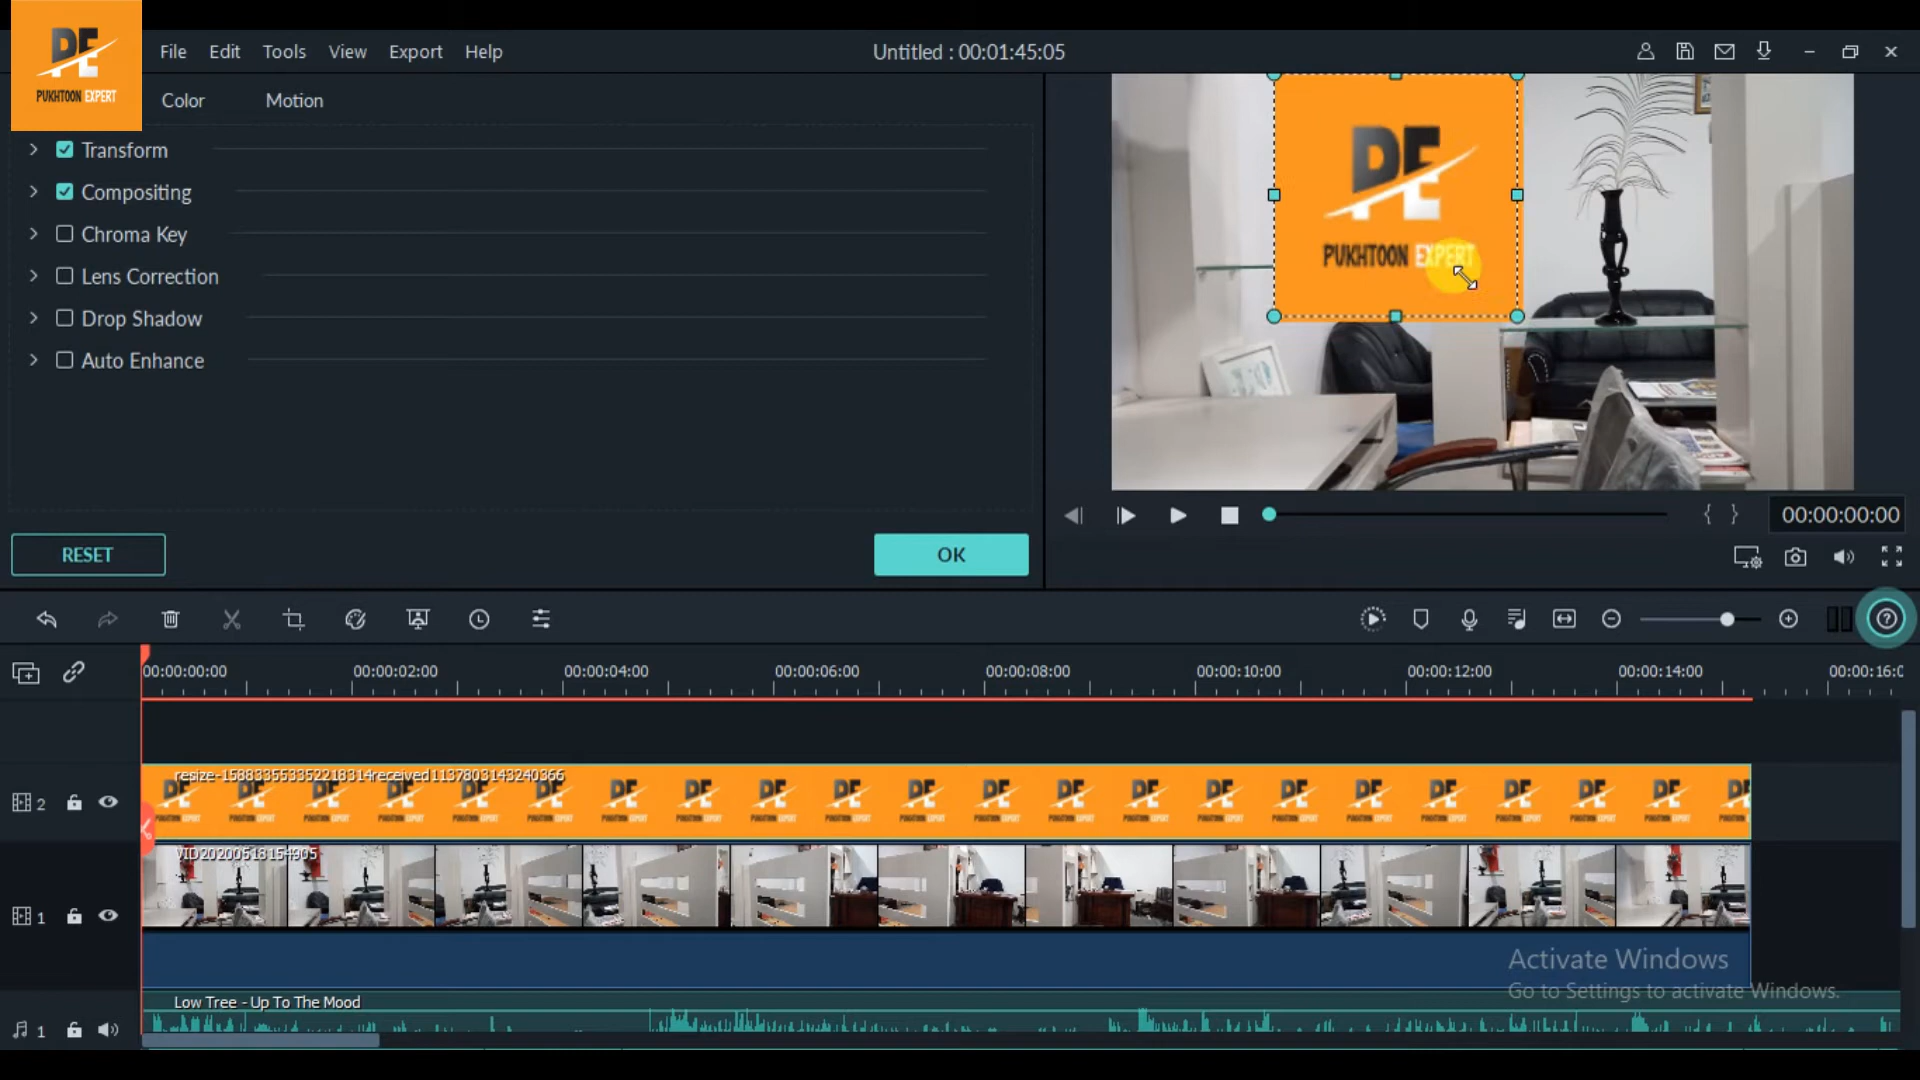 PE
PUKHTOON EXPERT
File Edit Tools View Export Help
Untitled : 00:01:45:05
Color Motion
Transform
Compositing
Chroma Key
Lens Correction
Drop Shadow
Auto Enhance
RESET
OK
PE
PUKHTOON EXPERT
00:00:00:00
00:00:00:00 00:00:02:00 00:00:04:00 00:00:06:00 00:00:08:00 00:00:10:00 00:00:12:00 00:00:14:00 00:00:16:0
resize-158833553352218314received1137803143240366
2
VID20200518154905
1
Activate Windows
Go to Settings to activate Windows.
Low Tree - Up To The Mood
1